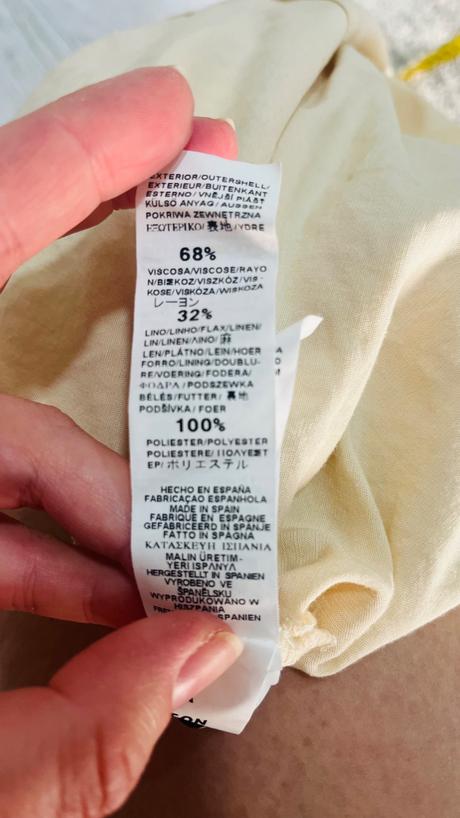 EXTERIOR/OUTERSHELL/
EXTERIEUR/BUITENKANT
ESTERNO/VNĚJŠÍ PLÁŠŤ
KÜLSO ANYAG/AUSSEN
POKRIWA ZEWNETRZNA
ΕΞΩΤΕΡΙΚΟ/表地/YDRE
68%
VISCOSA/VISCOSE/RAYO
N/ΒΙΣΚΟΖ/VISZKÓZ/VIS-
KOSE/VISKÓZA/WISKOZA
レーヨン
32%
LINO/LINHO/FLAX/LINEN/
LIN/LINEN/ΛΙΝΟ/麻
LEN/PLÁTNO/LEIN/HOER
FORRO/LINING/DOUBLU-
RE/VOERING/FODERA/
ΦΟΔΡΑ/PODSZEWKA
BÉLÉS/FUTTER/裏地/
PODŠÍVKA/FOER
100%
POLIESTER/POLYESTER
POLIESTERE/ΠΟΛΥΕΣΤ
ΕΡ/ポリエステル
HECHO EN ESPAÑA
FABRICAÇAO ESPANHOLA
MADE IN SPAIN
FABRIQUÉ EN ESPAGNE
GEFABRICEERD IN SPANJE
FATTO IN SPAGNA
ΚΑΤΑΣΚΕΥΗ ΙΣΠΑΝΙΑ
MALIN ÜRETIM-
YERI ISPANYA
HERGESTELLT IN SPANIEN
VYROBENO VE
ŠPANĚLSKU
WYPRODUKOWANO W
HISZPANIA
SPANIEN